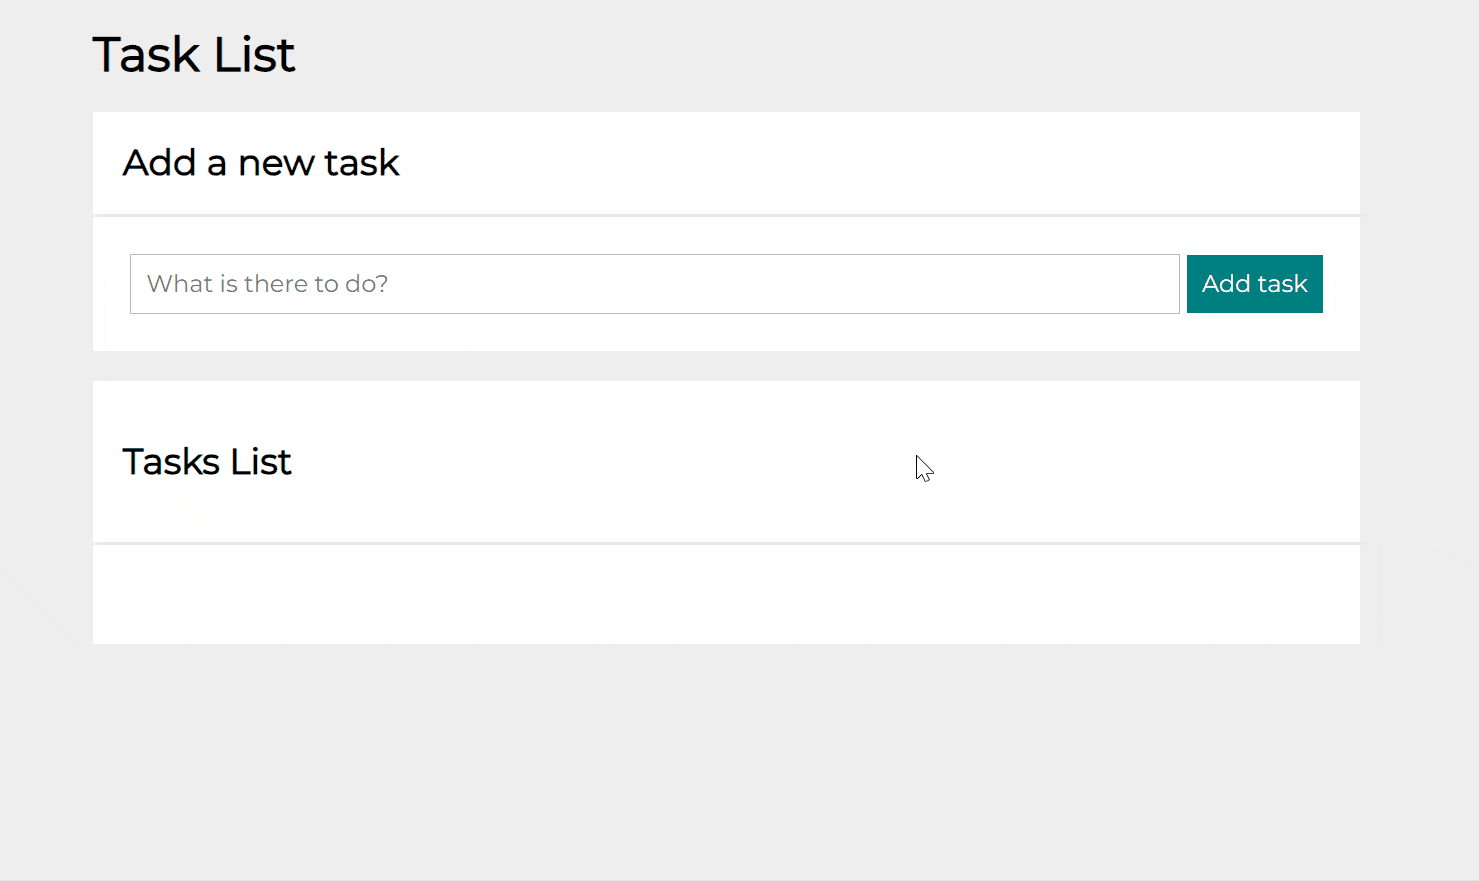 Task List
Add a new task
What is there to do?
Add task
Tasks List